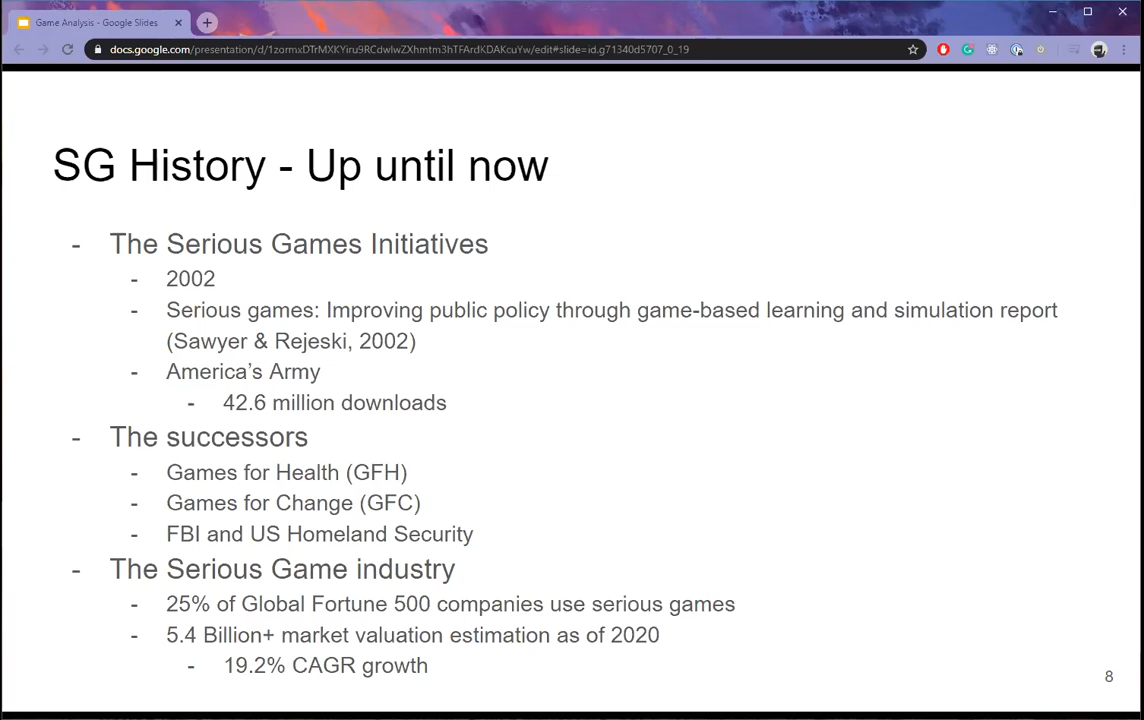 Game Analysis - Google Slides
docs.google.com/presentation/d/1zormxDTrMXKYiru9RCdwlwZXhmtm3hTFArdKDAKcuYw/edit#slide=id.g71340d5707_0_19
SG History - Up until now
- The Serious Games Initiatives
- 2002
- Serious games: Improving public policy through game-based learning and simulation report
(Sawyer & Rejeski, 2002)
- America’s Army
- 42.6 million downloads
- The successors
- Games for Health (GFH)
- Games for Change (GFC)
- FBI and US Homeland Security
- The Serious Game industry
- 25% of Global Fortune 500 companies use serious games
- 5.4 Billion+ market valuation estimation as of 2020
- 19.2% CAGR growth
8